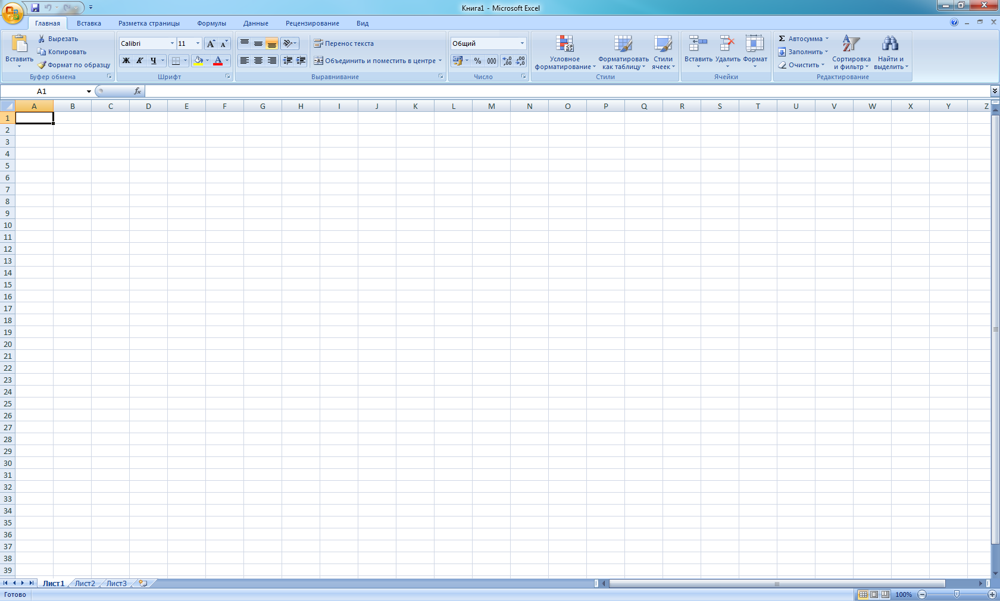 Книга1 - Microsoft Excel
Главная Вставка Разметка страницы Формулы Данные Рецензирование Вид
Вставить
Вырезать
Копировать
Формат по образцу
Буфер обмена
Calibri 11
Ж К Ч
Шрифт
Перенос текста
Объединить и поместить в центре
Выравнивание
Общий
% 000
Число
Условное форматирование
Форматировать как таблицу
Стили ячеек
Стили
Вставить Удалить Формат
Ячейки
Автосумма
Заполнить
Очистить
Сортировка и фильтр
Найти и выделить
Редактирование
A1 fx
A B C D E F G H I J K L M N O P Q R S T U V W X Y Z
1
2
3
4
5
6
7
8
9
10
11
12
13
14
15
16
17
18
19
20
21
22
23
24
25
26
27
28
29
30
31
32
33
34
35
36
37
38
39
Лист1 Лист2 Лист3
Готово 100%